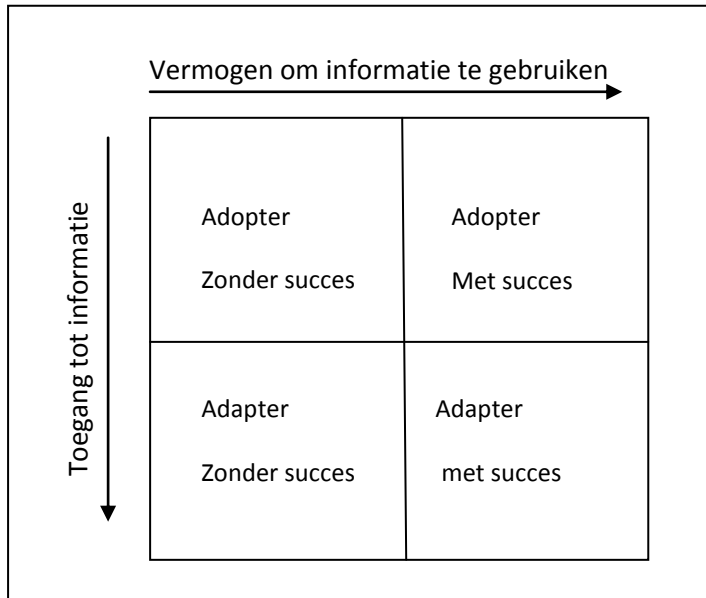 Vermogen om informatie te gebruiken
Toegang tot informatie
Adopter
Zonder succes
Adopter
Met succes
Adapter
Zonder succes
Adapter
met succes